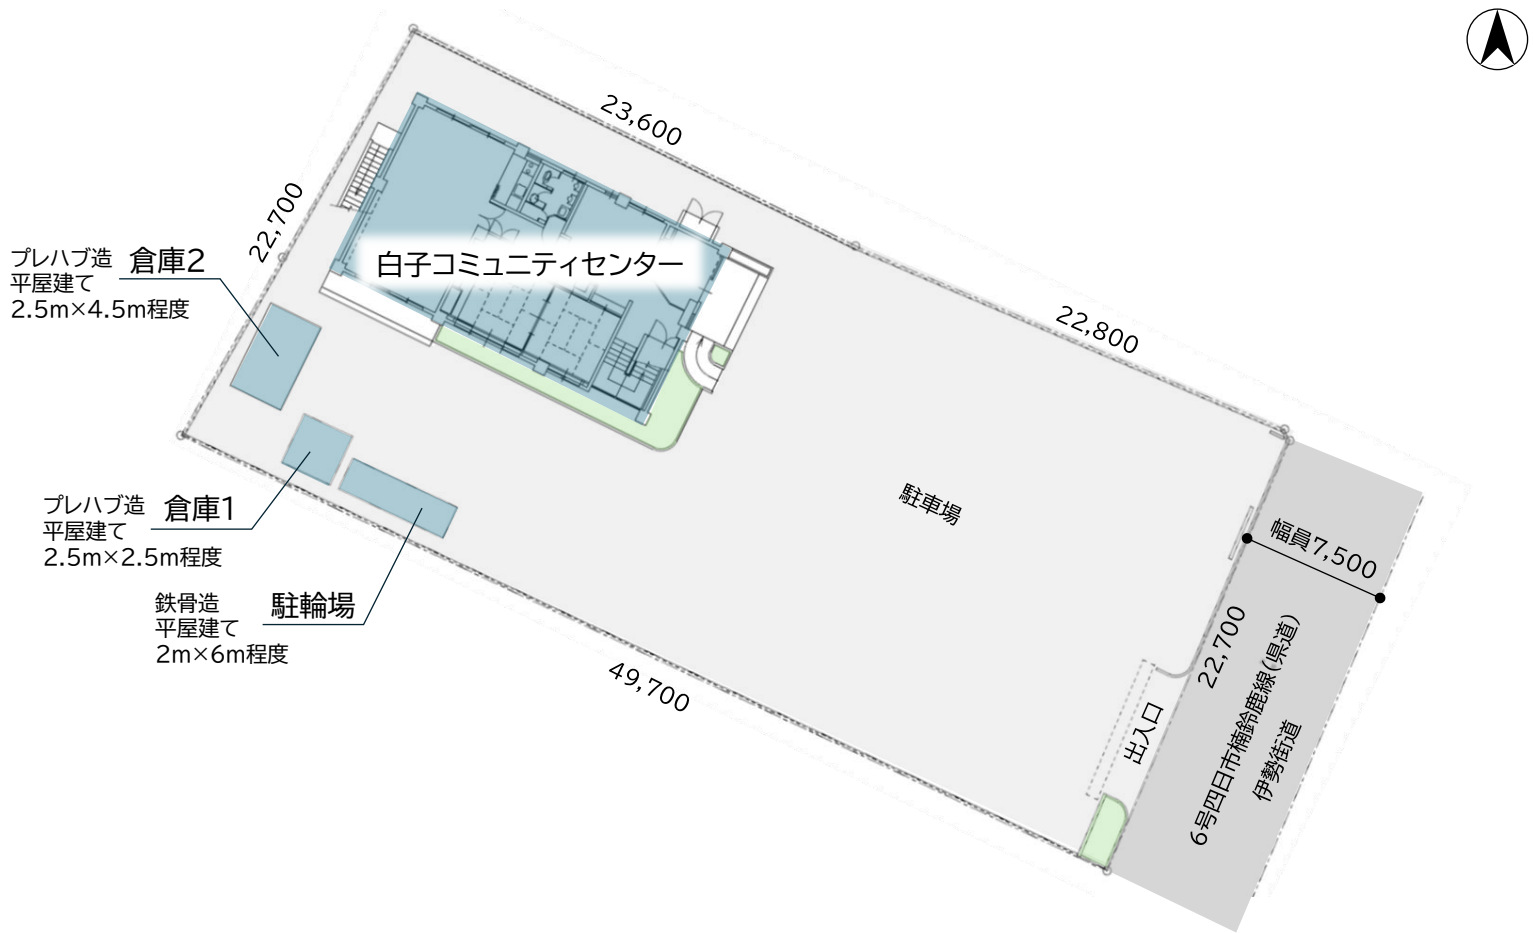 23,600
22,700
白子コミュニティセンター
プレハブ造
平屋建て
2.5m×4.5m程度
倉庫2
22,800
プレハブ造
平屋建て
2.5m×2.5m程度
倉庫1
駐車場
幅員7,500
鉄骨造
平屋建て
2m×6m程度
駐輪場
49,700
22,700
出入口
6号四日市楠鈴鹿線(県道)
伊勢街道